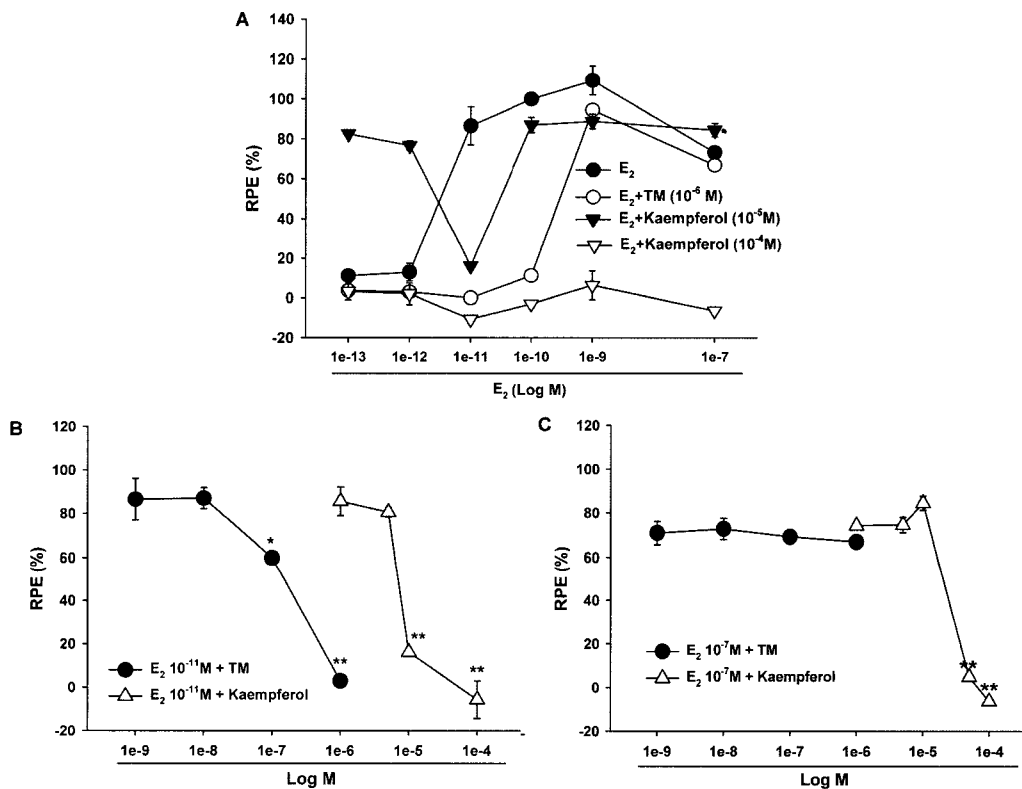 A
RPE (%)
140
120
100
80
60
40
20
0
-20
E₂
E₂+TM (10⁻⁶ M)
E₂+Kaempferol (10⁻⁵M)
E₂+Kaempferol (10⁻⁴M)
1e-13 1e-12 1e-11 1e-10 1e-9 1e-7
E₂ (Log M)
B
RPE (%)
120
100
80
60
40
20
0
-20
*
**
**
**
E₂ 10⁻¹¹M + TM
E₂ 10⁻¹¹M + Kaempferol
1e-9 1e-8 1e-7 1e-6 1e-5 1e-4
Log M
C
RPE (%)
120
100
80
60
40
20
0
-20
**
**
E₂ 10⁻⁷M + TM
E₂ 10⁻⁷M + Kaempferol
1e-9 1e-8 1e-7 1e-6 1e-5 1e-4
Log M